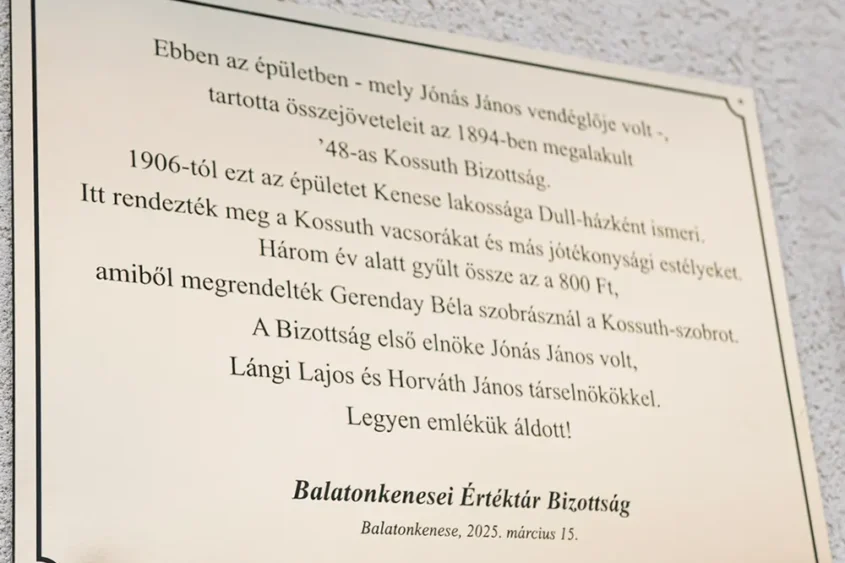 Ebben az épületben - mely Jónás János vendéglője volt -,
tartotta összejöveteleit az 1894-ben megalakult
’48-as Kossuth Bizottság.
1906-tól ezt az épületet Kenese lakossága Dull-házként ismeri.
Itt rendezték meg a Kossuth vacsorákat és más jótékonysági estélyeket.
Három év alatt gyűlt össze az a 800 Ft,
amiből megrendelték Gerenday Béla szobrásznál a Kossuth-szobrot.
A Bizottság első elnöke Jónás János volt,
Lángi Lajos és Horváth János társelnökökkel.
Legyen emlékük áldott!
Balatonkenesei Értéktár Bizottság
Balatonkenese, 2025. március 15.